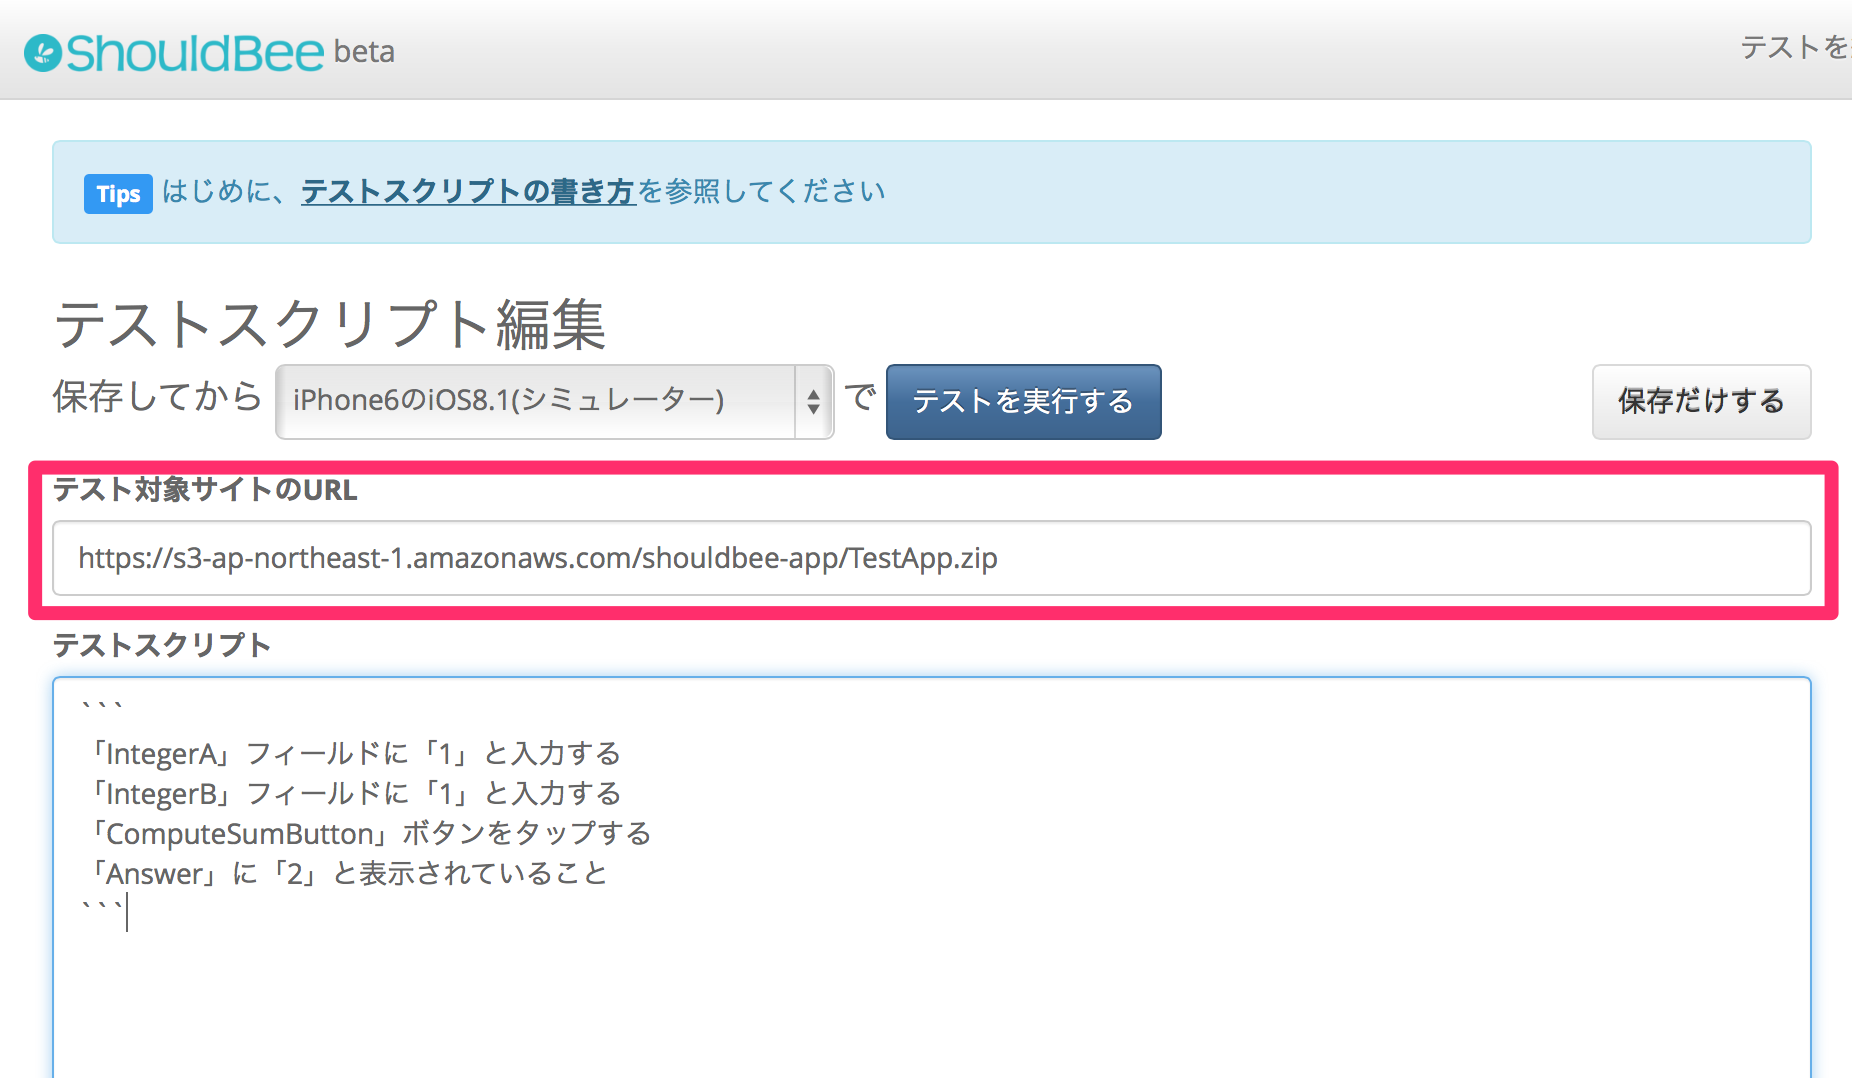 ShouldBee beta
テストを
Tips はじめに、テストスクリプトの書き方を参照してください
テストスクリプト編集
保存してから iPhone6のiOS8.1(シミュレーター) で テストを実行する 保存だけする
テスト対象サイトのURL
https://s3-ap-northeast-1.amazonaws.com/shouldbee-app/TestApp.zip
テストスクリプト
```
「IntegerA」フィールドに「1」と入力する
「IntegerB」フィールドに「1」と入力する
「ComputeSumButton」ボタンをタップする
「Answer」に「2」と表示されていること
```